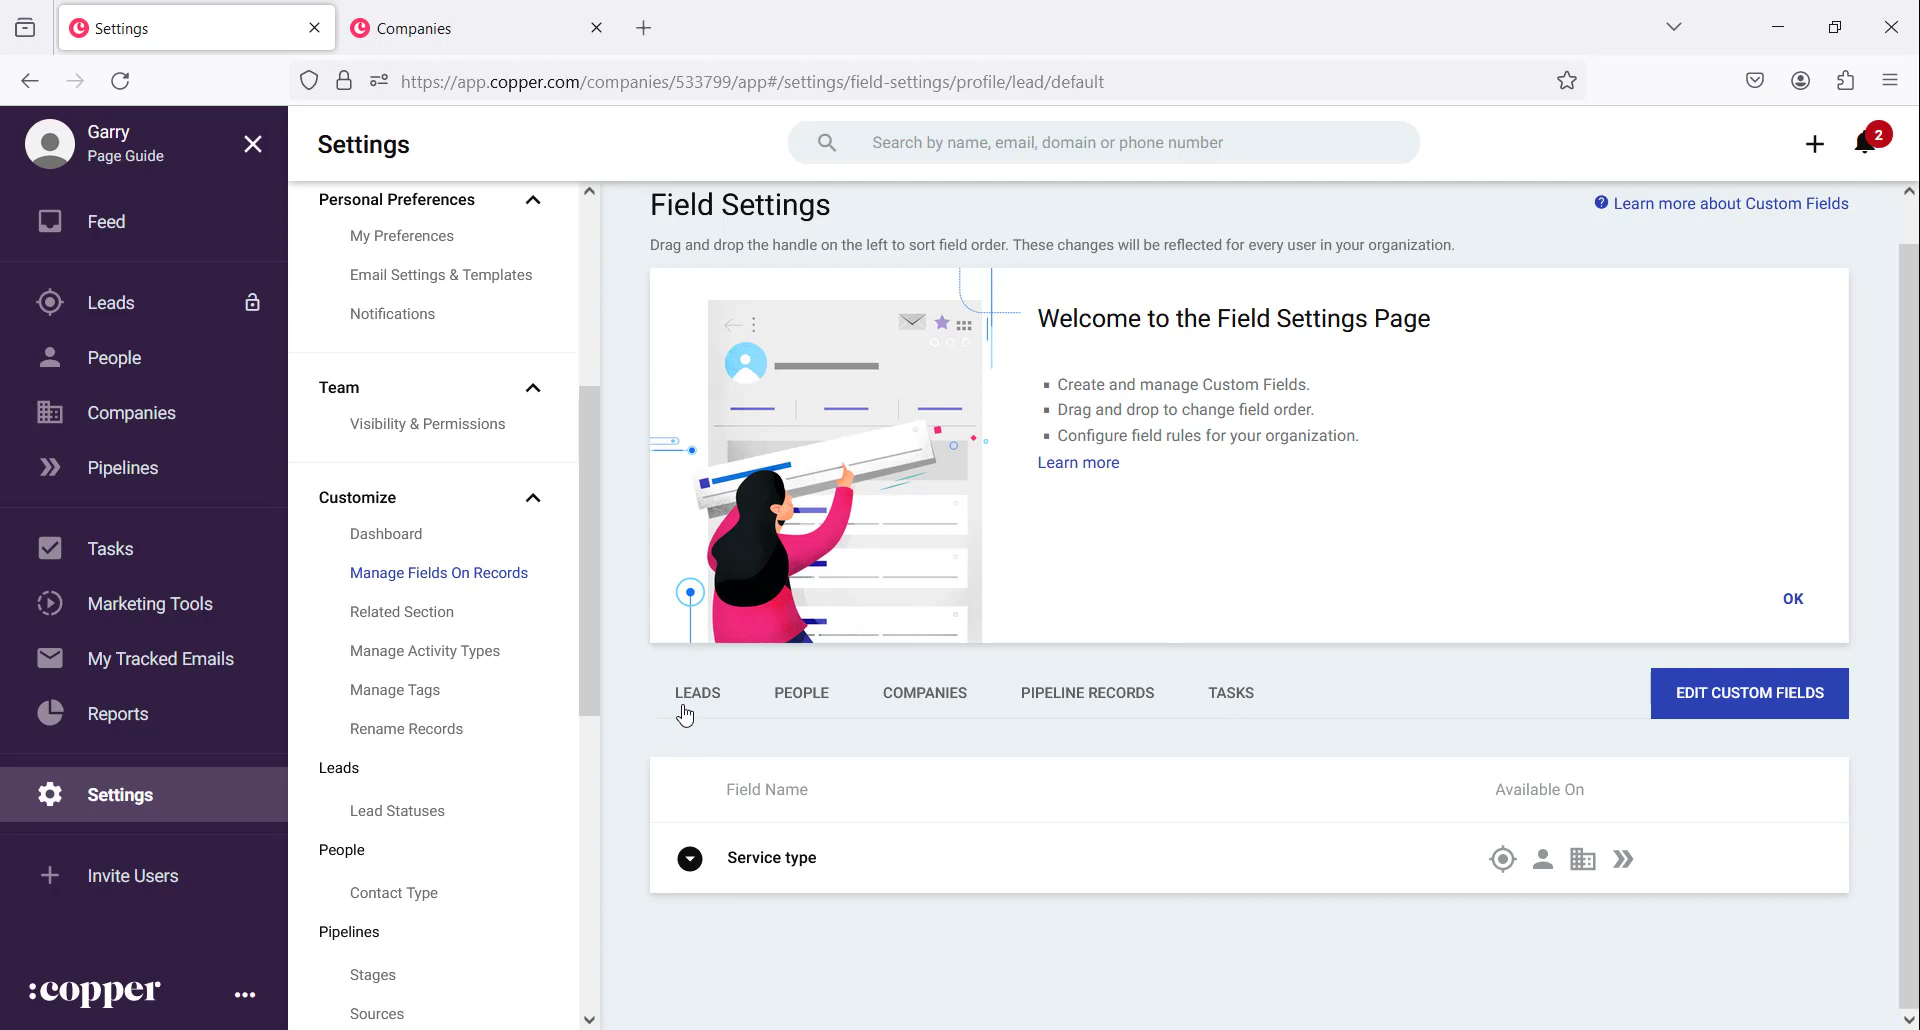 Settings
Companies
https://app.copper.com/companies/533799/app#/settings/field-settings/profile/lead/default
Garry
Page Guide
Settings
Search by name, email, domain or phone number
2
Feed
Leads
People
Companies
Pipelines
Tasks
Marketing Tools
My Tracked Emails
Reports
Settings
Invite Users
:copper
Personal Preferences
My Preferences
Email Settings & Templates
Notifications
Team
Visibility & Permissions
Customize
Dashboard
Manage Fields On Records
Related Section
Manage Activity Types
Manage Tags
Rename Records
Leads
Lead Statuses
People
Contact Type
Pipelines
Stages
Sources
Field Settings
Learn more about Custom Fields
Drag and drop the handle on the left to sort field order. These changes will be reflected for every user in your organization.
Welcome to the Field Settings Page
Create and manage Custom Fields.
Drag and drop to change field order.
Configure field rules for your organization.
Learn more
OK
LEADS PEOPLE COMPANIES PIPELINE RECORDS TASKS
EDIT CUSTOM FIELDS
Field Name Available On
Service type